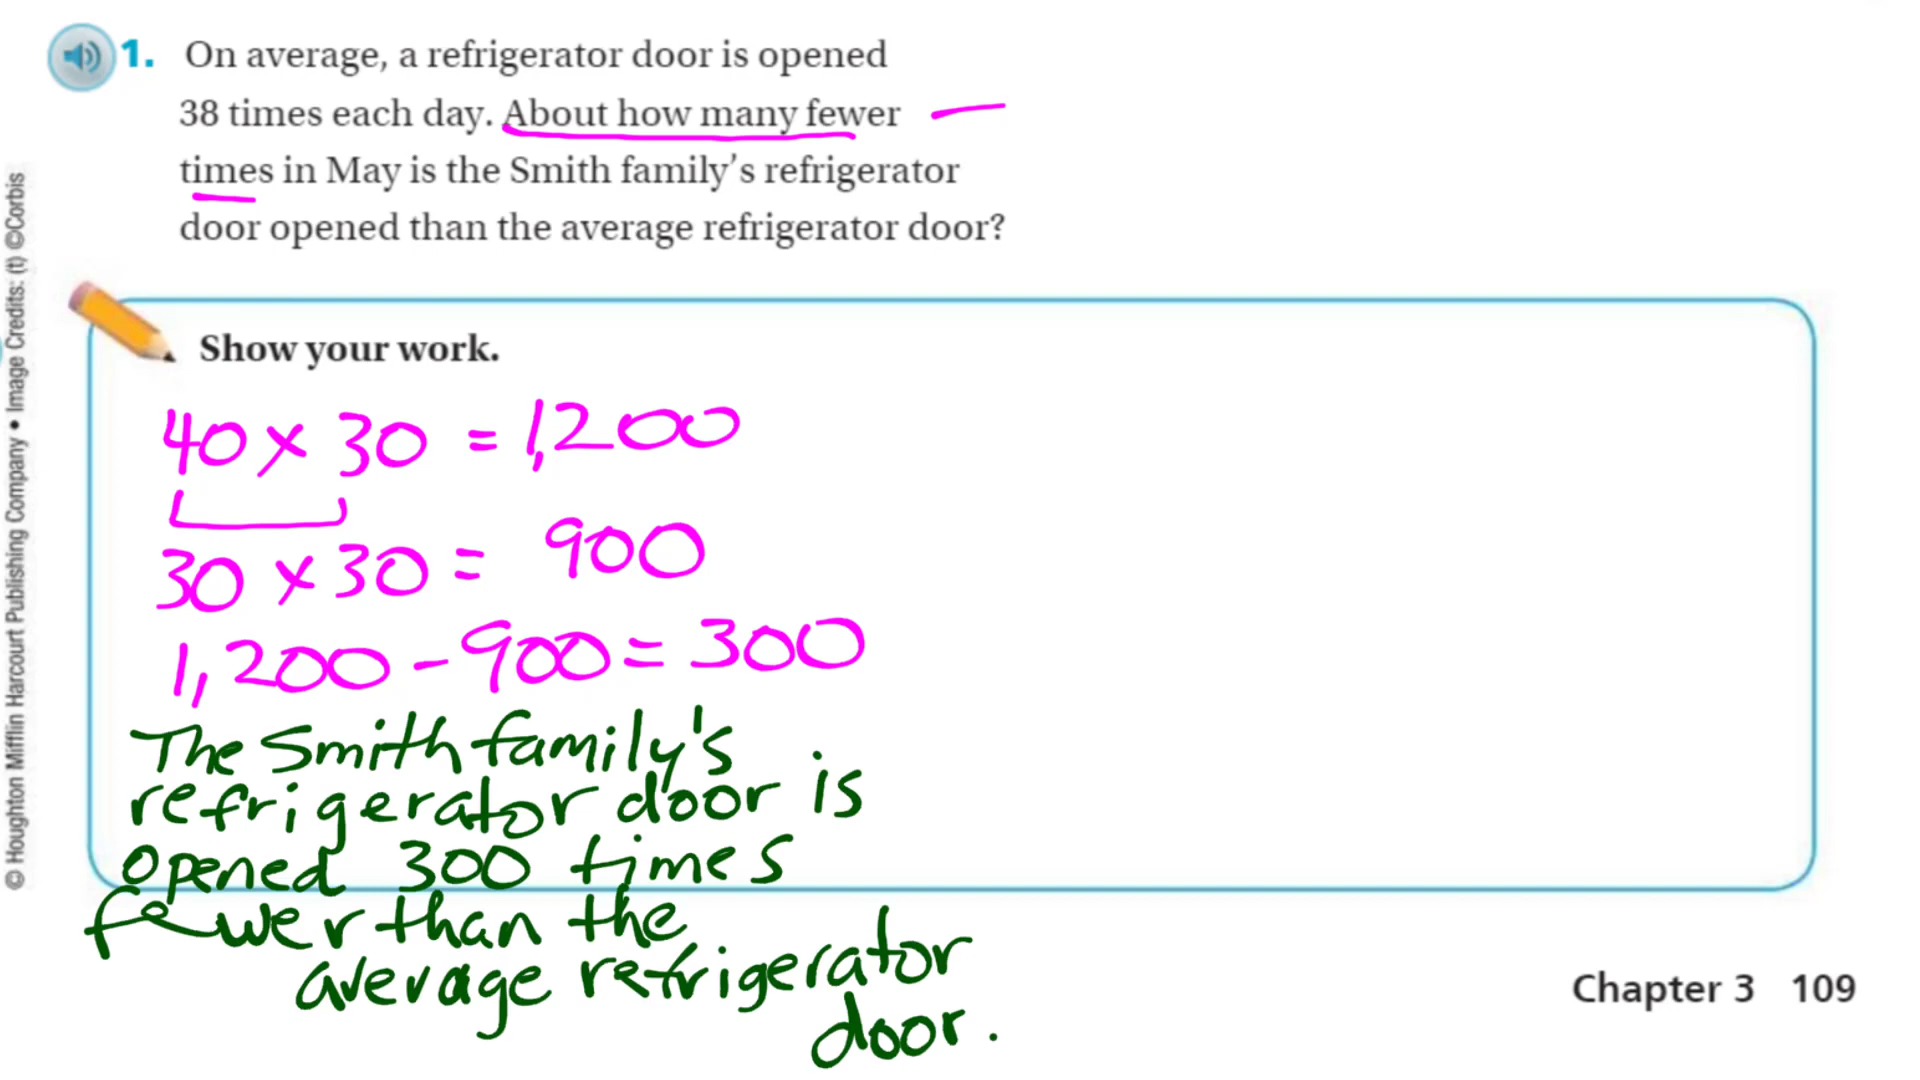 1. On average, a refrigerator door is opened
38 times each day. About how many fewer
times in May is the Smith family's refrigerator
door opened than the average refrigerator door?
Show your work.
40 x 30 = 1,200
30 x 30 = 900
1,200 - 900 = 300
The Smith family's
refrigerator door is
opened 300 times
fewer than the
average refrigerator
door.
© Houghton Mifflin Harcourt Publishing Company • Image Credits: (t) ©Corbis
Chapter 3 109